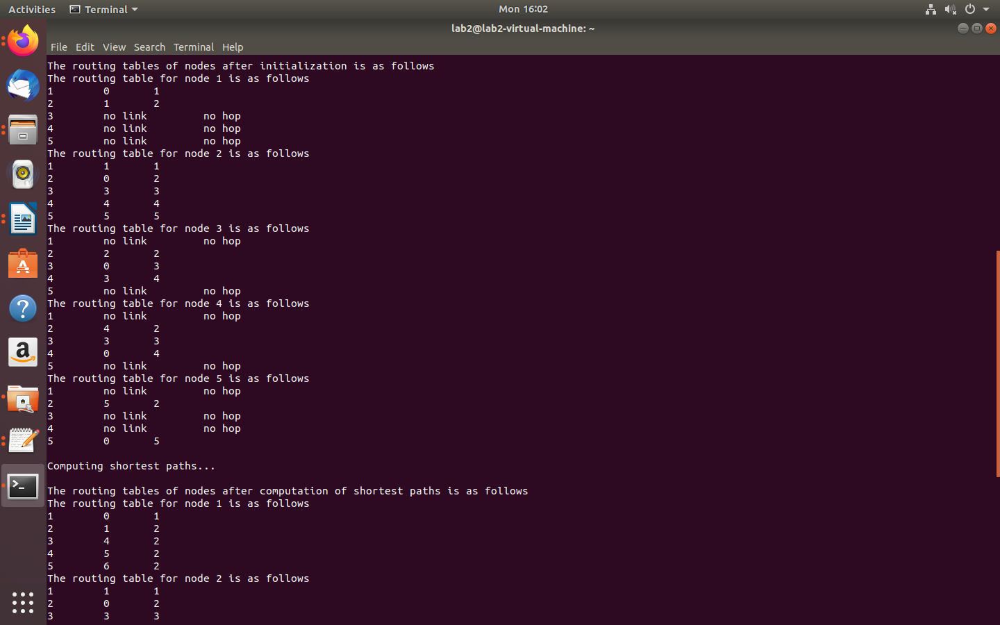 Activities Terminal Mon 16:02
lab2@lab2-virtual-machine: ~
File Edit View Search Terminal Help
The routing tables of nodes after initialization is as follows
The routing table for node 1 is as follows
1 0 1
2 1 2
3 no link no hop
4 no link no hop
5 no link no hop
The routing table for node 2 is as follows
1 1 1
2 0 2
3 3 3
4 4 4
5 5 5
The routing table for node 3 is as follows
1 no link no hop
2 2 2
3 0 3
4 3 4
5 no link no hop
The routing table for node 4 is as follows
1 no link no hop
2 4 2
3 3 3
4 0 4
5 no link no hop
The routing table for node 5 is as follows
1 no link no hop
2 5 2
3 no link no hop
4 no link no hop
5 0 5
Computing shortest paths...
The routing tables of nodes after computation of shortest paths is as follows
The routing table for node 1 is as follows
1 0 1
2 1 2
3 4 2
4 5 2
5 6 2
The routing table for node 2 is as follows
1 1 1
2 0 2
3 3 3